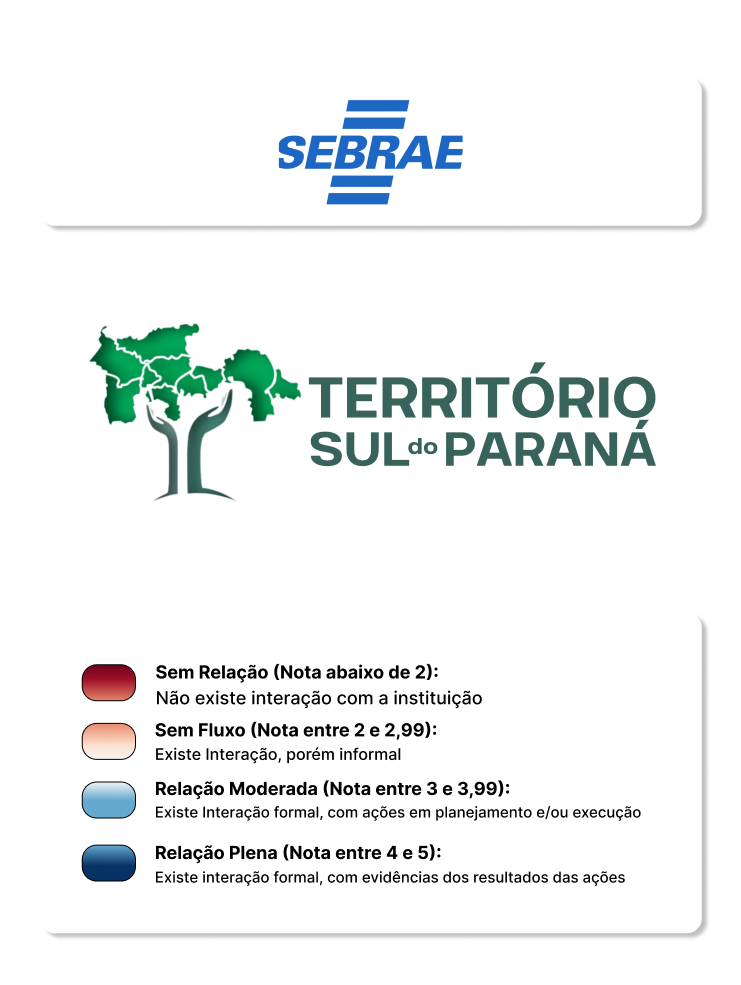 SEBRAE
TERRITÓRIO
SUL do PARANÁ
Sem Relação (Nota abaixo de 2):
Não existe interação com a instituição
Sem Fluxo (Nota entre 2 e 2,99):
Existe Interação, porém informal
Relação Moderada (Nota entre 3 e 3,99):
Existe Interação formal, com ações em planejamento e/ou execução
Relação Plena (Nota entre 4 e 5):
Existe interação formal, com evidências dos resultados das ações